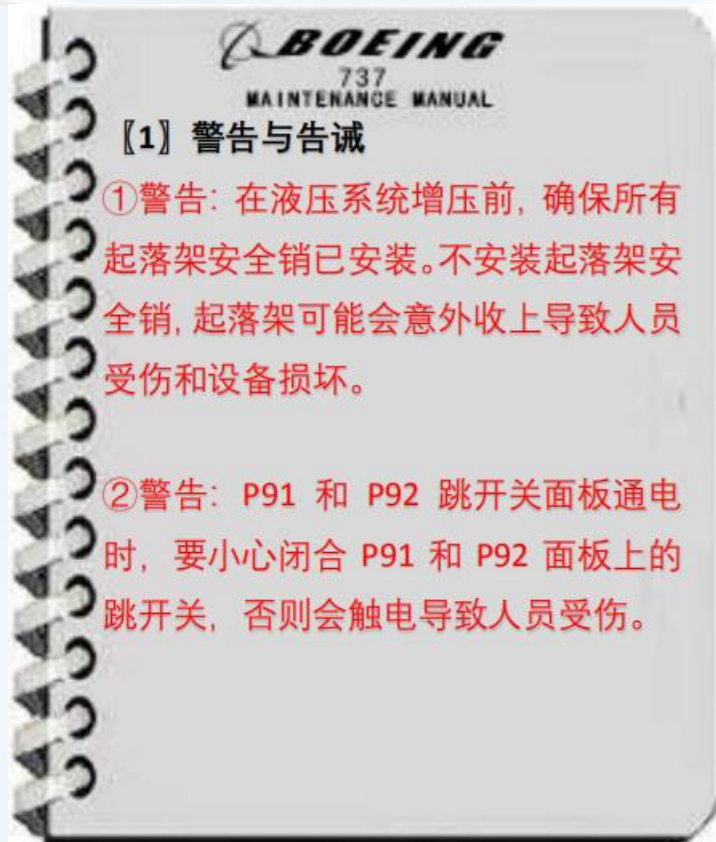 BOEING
737
MAINTENANCE MANUAL
〖1〗警告与告诫
①警告：在液压系统增压前，确保所有
起落架安全销已安装。不安装起落架安
全销，起落架可能会意外收上导致人员
受伤和设备损坏。
②警告：P91 和 P92 跳开关面板通电
时，要小心闭合 P91 和 P92 面板上的
跳开关，否则会触电导致人员受伤。